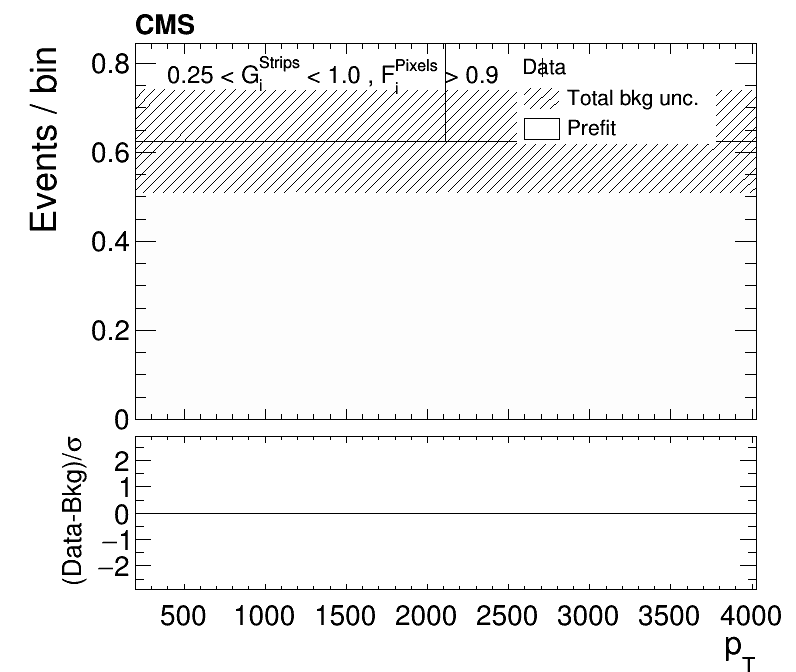 CMS
Events / bin
0.25 < G_i^Strips < 1.0 , F_i^Pixels > 0.9
Data
Total bkg unc.
Prefit
0.8
0.6
0.4
0.2
0
(Data-Bkg)/σ
2
1
0
−1
−2
500 1000 1500 2000 2500 3000 3500 4000
p_T